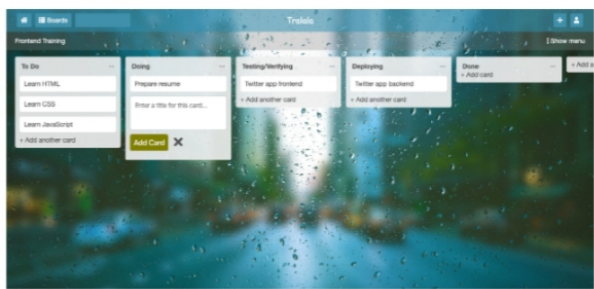 Boards
Trelele
Frontend Training
Show menu
To Do
Learn HTML
Learn CSS
Learn JavaScript
+ Add another card
Doing
Prepare resume
Enter a title for this card...
Add Card
Testing/Verifying
Twitter app frontend
+ Add another card
Deploying
Twitter app backend
+ Add another card
Done
+ Add card
+ Add a